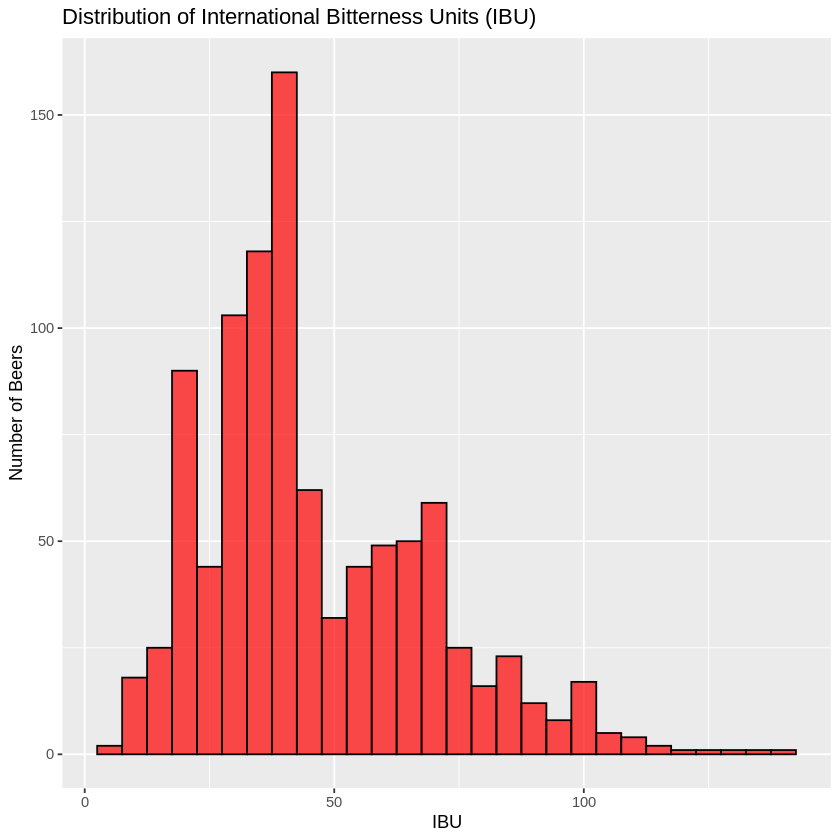 Distribution of International Bitterness Units (IBU)
150
100
50
0
Number of Beers
0 50 100
IBU